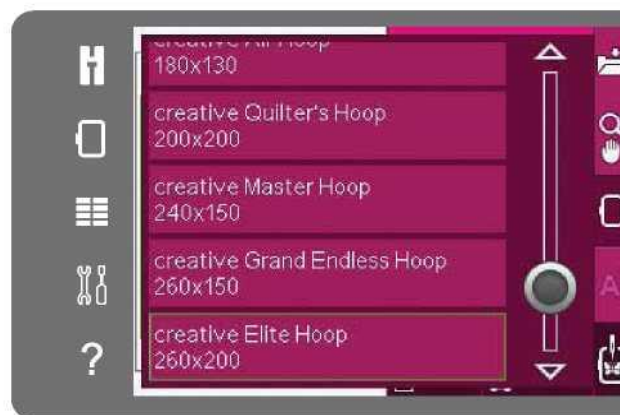 180x130
creative Quilter's Hoop
200x200
creative Master Hoop
240x150
creative Grand Endless Hoop
260x150
creative Elite Hoop
260x200
?
A